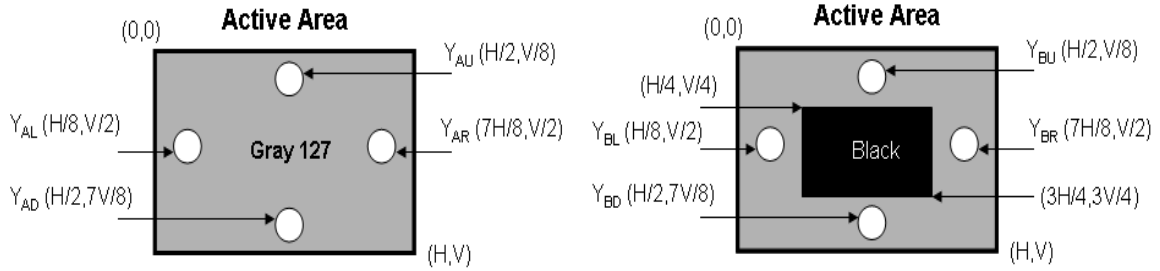 Active Area
(0,0)
Y_AU (H/2,V/8)
Y_AL (H/8,V/2)
Y_AR (7H/8,V/2)
Gray 127
Y_AD (H/2,7V/8)
(H,V)
Active Area
(0,0)
Y_BU (H/2,V/8)
(H/4,V/4)
Y_BL (H/8,V/2)
Y_BR (7H/8,V/2)
Black
Y_BD (H/2,7V/8)
(3H/4,3V/4)
(H,V)